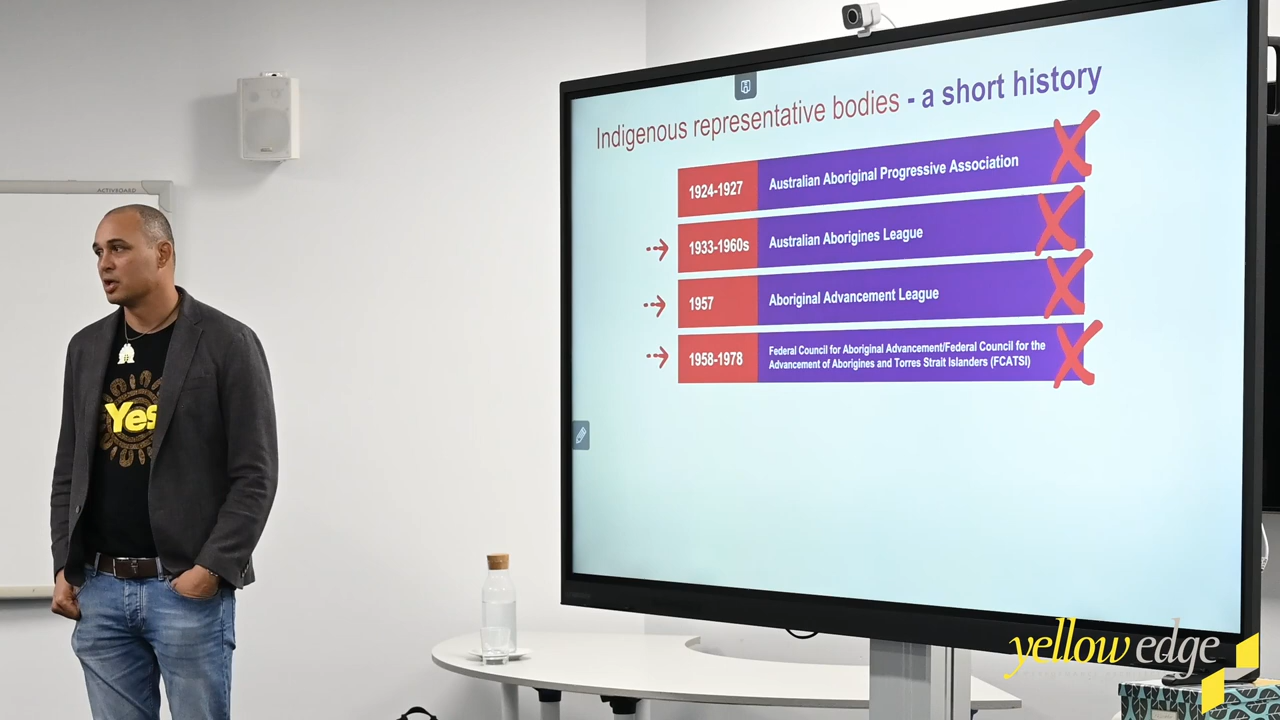 Indigenous representative bodies - a short history
1924-1927 Australian Aboriginal Progressive Association
1933-1960s Australian Aborigines League
1957 Aboriginal Advancement League
1958-1978 Federal Council for Aboriginal Advancement/Federal Council for the
Advancement of Aborigines and Torres Strait Islanders (FCATSI)
ACTIVBOARD
Yes
yellow edge